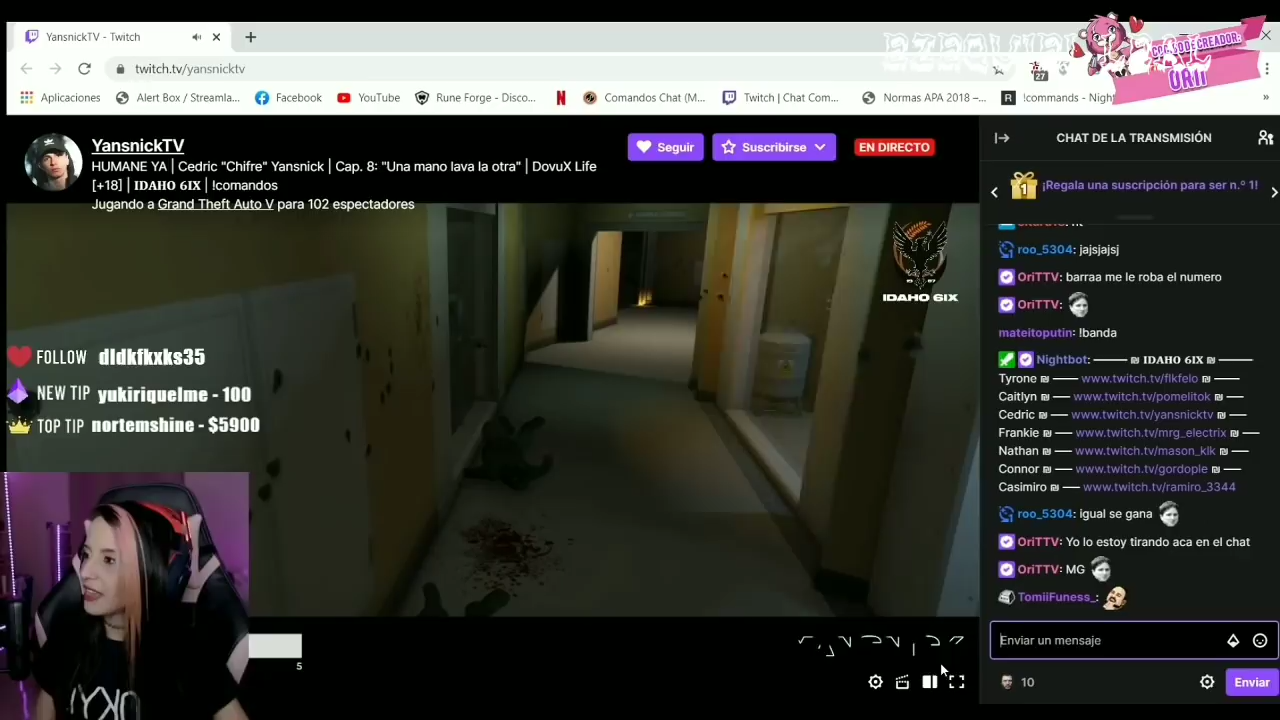 YansnickTV - Twitch
CODIGO DE CREADOR:
URII
twitch.tv/yansnicktv
27
Aplicaciones
Alert Box / Streamla...
Facebook
YouTube
Rune Forge - Disco...
Comandos Chat (M...
Twitch | Chat Com...
Normas APA 2018 –...
!commands - Nigh
YansnickTV
HUMANE YA | Cedric "Chifre" Yansnick | Cap. 8: "Una mano lava la otra" | DovuX Life
[+18] | IDAHO 6IX | !comandos
Jugando a Grand Theft Auto V para 102 espectadores
Seguir
Suscribirse
EN DIRECTO
IDAHO 6IX
FOLLOW dldkfkxks35
NEW TIP yukiriquelme - 100
TOP TIP nortemshine - $5900
5
CHAT DE LA TRANSMISIÓN
1
¡Regala una suscripción para ser n.º 1!
roo_5304: jajsjajsj
OriTTV: barraa me le roba el numero
OriTTV:
mateitoputin: !banda
Nightbot: ——— ₪ IDAHO 6IX ₪ ———
Tyrone ₪ —— www.twitch.tv/flkfelo ₪ ——
Caitlyn ₪ —— www.twitch.tv/pomelitok ₪ ——
Cedric ₪ —— www.twitch.tv/yansnicktv ₪ ——
Frankie ₪ —— www.twitch.tv/mrg_electrix ₪ ——
Nathan ₪ —— www.twitch.tv/mason_klk ₪ ——
Connor ₪ —— www.twitch.tv/gordople ₪ ——
Casimiro ₪ —— www.twitch.tv/ramiro_3344
roo_5304: igual se gana
OriTTV: Yo lo estoy tirando aca en el chat
OriTTV: MG
TomiiFuness_:
Enviar un mensaje
10
Enviar